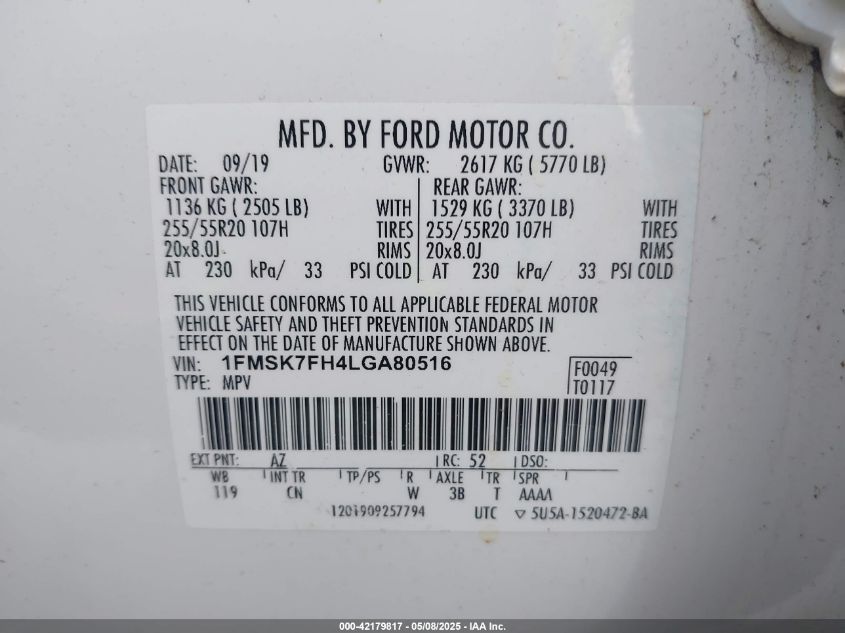 MFD. BY FORD MOTOR CO.
DATE: 09/19 GVWR: 2617 KG ( 5770 LB)
FRONT GAWR: REAR GAWR:
1136 KG ( 2505 LB) WITH 1529 KG ( 3370 LB) WITH
255/55R20 107H TIRES 255/55R20 107H TIRES
20x8.0J RIMS 20x8.0J RIMS
AT 230 kPa/ 33 PSI COLD AT 230 kPa/ 33 PSI COLD
THIS VEHICLE CONFORMS TO ALL APPLICABLE FEDERAL MOTOR
VEHICLE SAFETY AND THEFT PREVENTION STANDARDS IN
EFFECT ON THE DATE OF MANUFACTURE SHOWN ABOVE.
VIN: 1FMSK7FH4LGA80516 F0049
TYPE: MPV T0117
EXT PNT: AZ RC: 52 DSO:
WB INT TR TP/PS R AXLE TR SPR
119 CN W 3B T AAAA
1201909257794 UTC ▽ 5U5A-1520472-BA
000-42179817 - 05/08/2025 - IAA Inc.